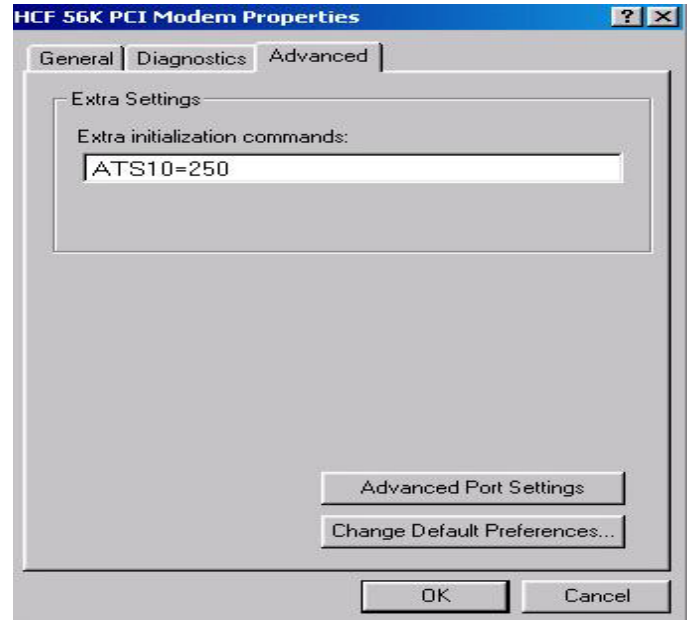 HCF 56K PCI Modem Properties
General Diagnostics Advanced
Extra Settings
Extra initialization commands:
ATS10=250
Advanced Port Settings
Change Default Preferences...
OK Cancel